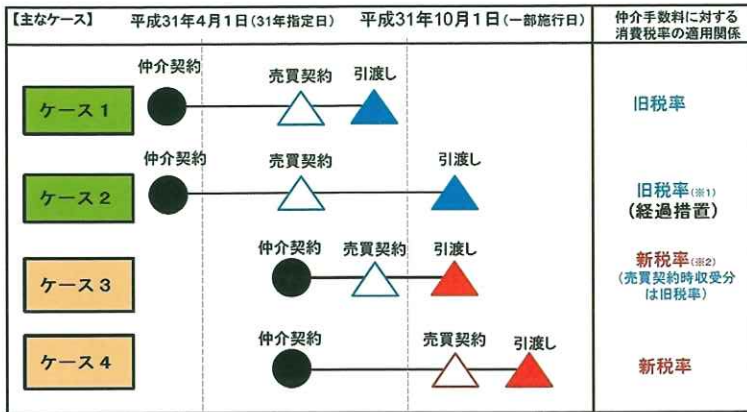 【主なケース】 平成31年4月1日(31年指定日) 平成31年10月1日(一部施行日) 仲介手数料に対する
消費税率の適用関係
仲介契約 売買契約 引渡し
ケース1 旧税率
仲介契約 売買契約 引渡し
ケース2 旧税率(※1)
(経過措置)
仲介契約 売買契約 引渡し
ケース3 新税率(※2)
(売買契約時収受分
は旧税率)
仲介契約 売買契約 引渡し
ケース4 新税率